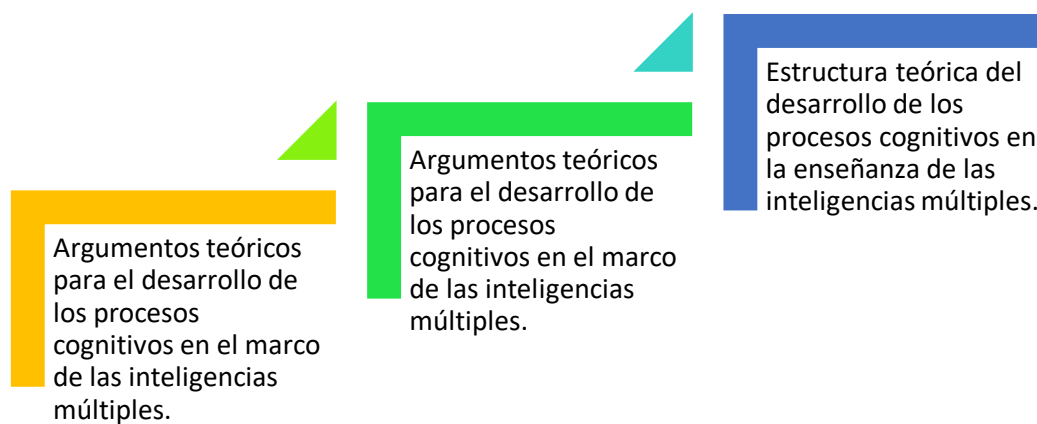 Argumentos teóricos
para el desarrollo de
los procesos
cognitivos en el marco
de las inteligencias
múltiples.
Argumentos teóricos
para el desarrollo de
los procesos
cognitivos en el marco
de las inteligencias
múltiples.
Estructura teórica del
desarrollo de los
procesos cognitivos en
la enseñanza de las
inteligencias múltiples.